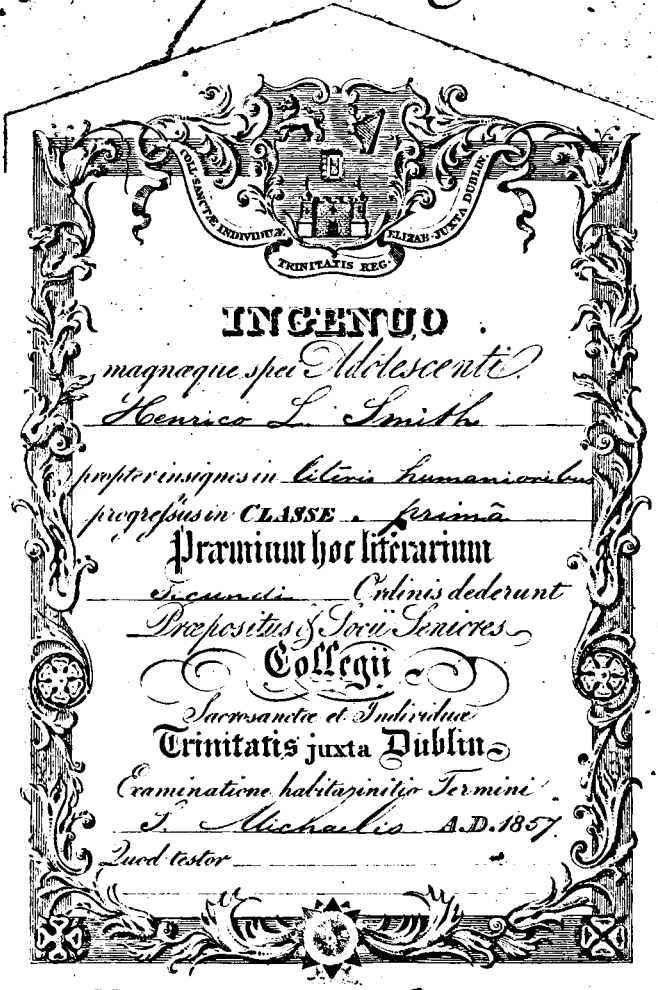 COLL·SANCTÆ INDIVIDUÆ
TRINITATIS REG.
ELIZAB·JUXTA DUBLIN.
INGENUO
magnæque spei Adolescenti
Henrico L. Smith
propter insignes in literis humanioribus
progressus in CLASSE primâ
Præmium hoc literarium
Secundi Ordinis dederunt
Præpositus & Socii Seniores
Collegii
Sacrosanctæ et Individuæ
Trinitatis juxta Dublin
Examinatione habita initio Termini
S. Michaelis A.D. 1857
Quod testor